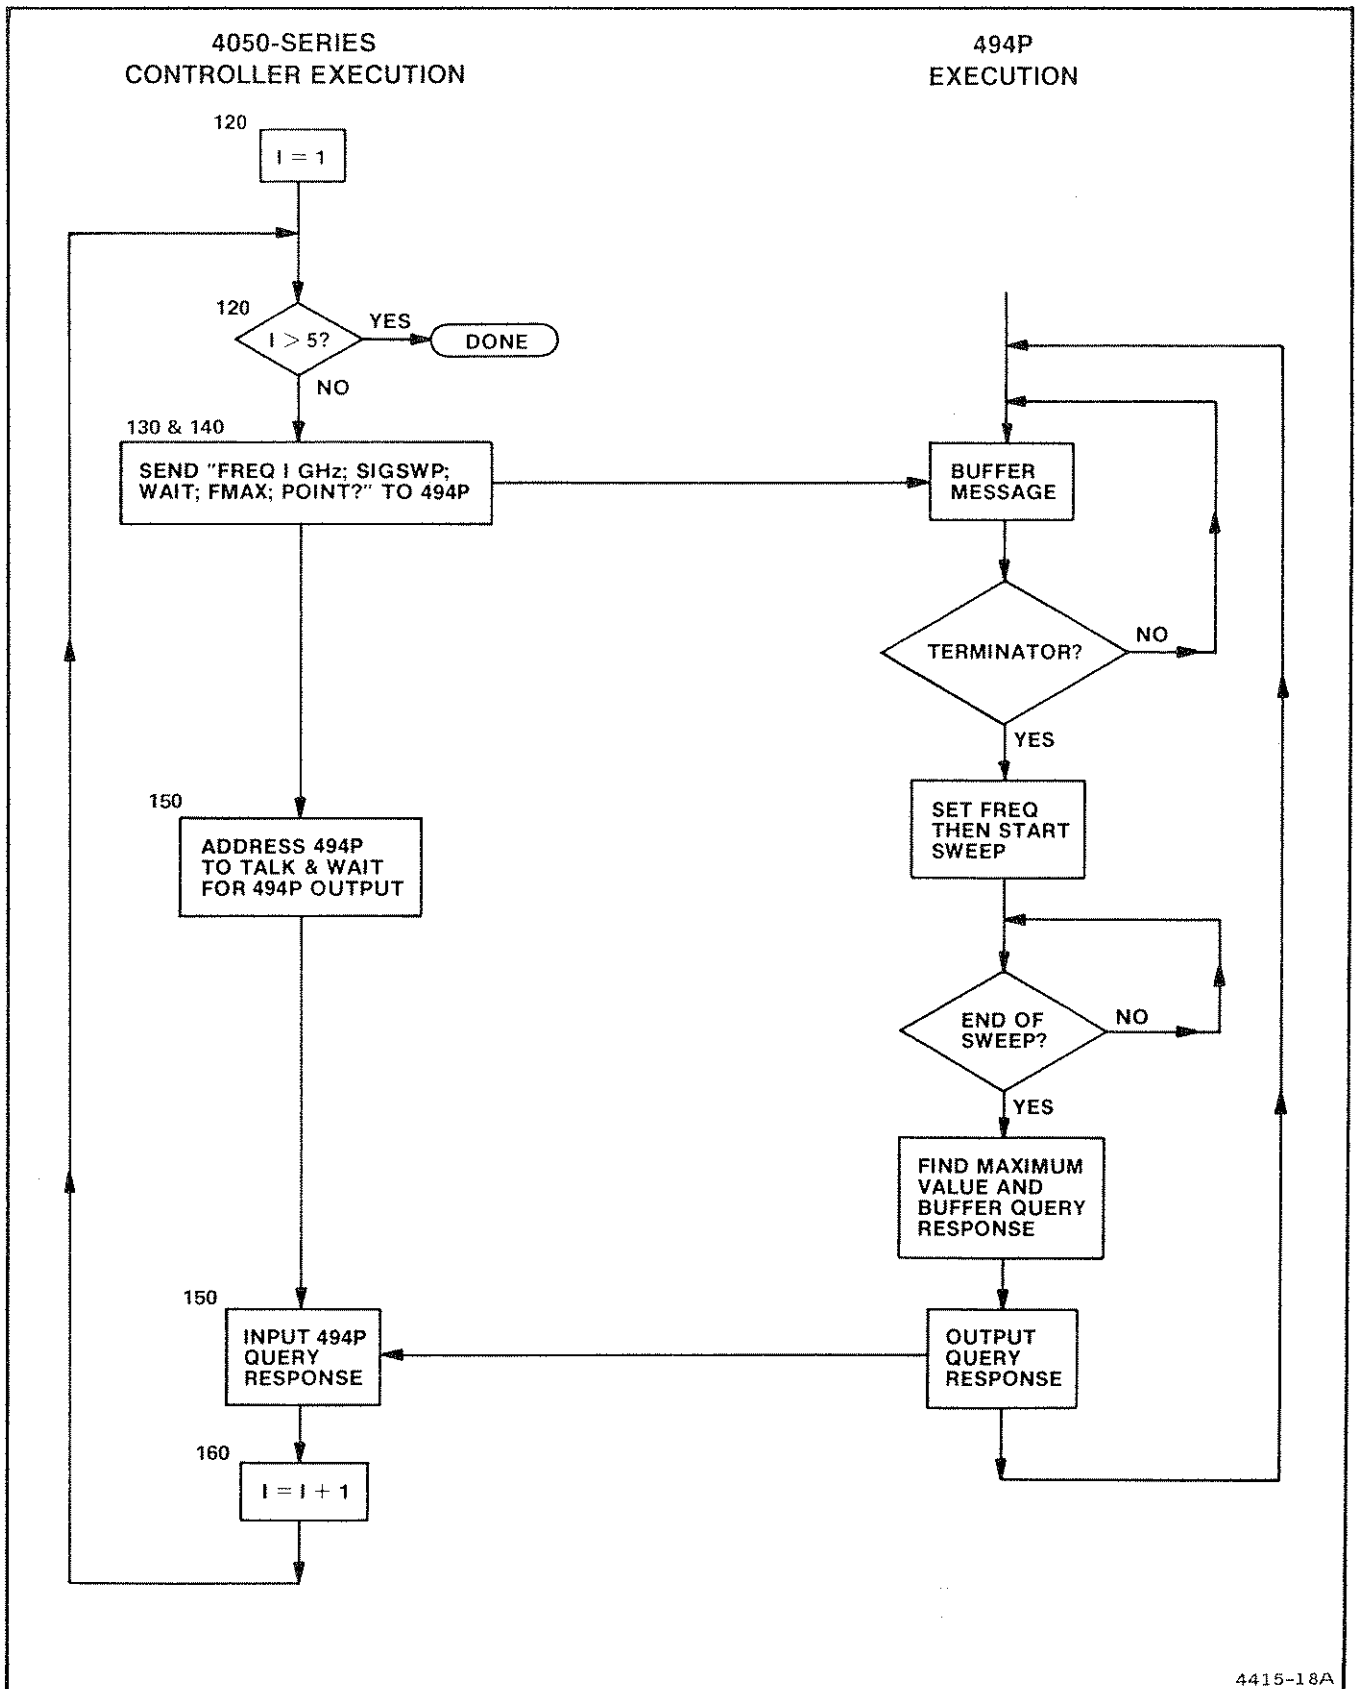 4050-SERIES
CONTROLLER EXECUTION
494P
EXECUTION
120
I = 1
120
I > 5?
YES
DONE
NO
130 & 140
SEND "FREQ I GHz; SIGSWP;
WAIT; FMAX; POINT?" TO 494P
BUFFER
MESSAGE
TERMINATOR?
NO
YES
SET FREQ
THEN START
SWEEP
150
ADDRESS 494P
TO TALK & WAIT
FOR 494P OUTPUT
END OF
SWEEP?
NO
YES
FIND MAXIMUM
VALUE AND
BUFFER QUERY
RESPONSE
150
INPUT 494P
QUERY
RESPONSE
OUTPUT
QUERY
RESPONSE
160
I = I + 1
4415-18A